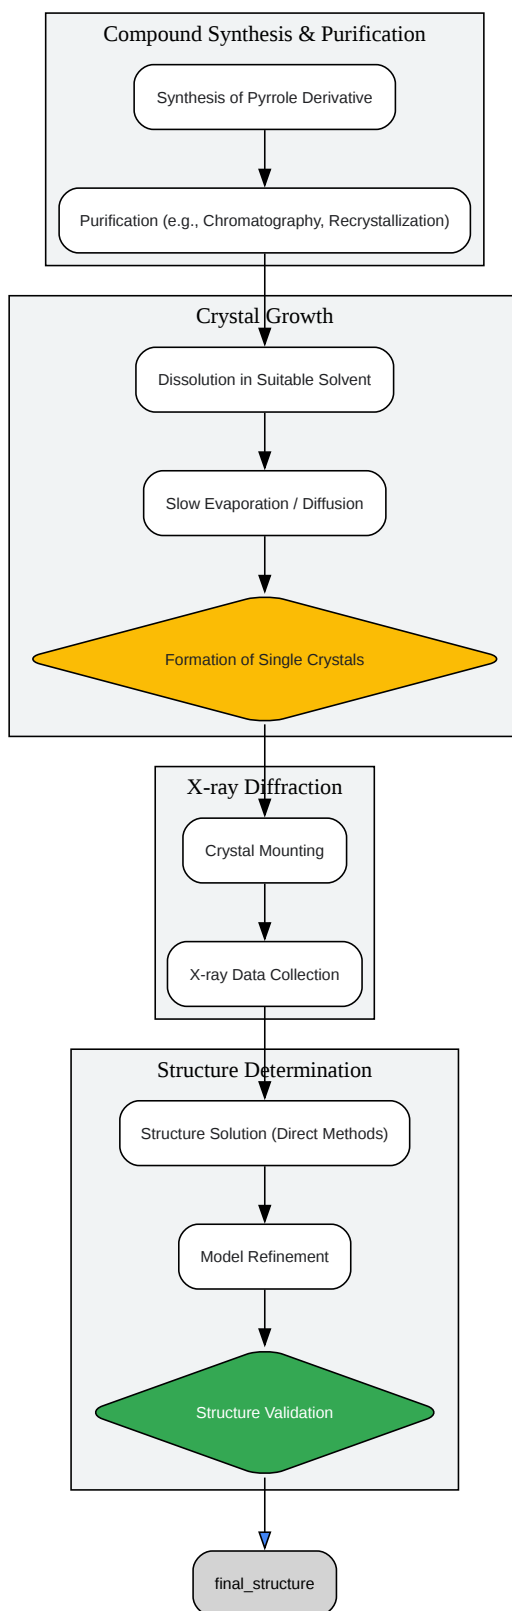 Compound Synthesis & Purification
Synthesis of Pyrrole Derivative
Purification (e.g., Chromatography, Recrystallization)
Crystal Growth
Dissolution in Suitable Solvent
Slow Evaporation / Diffusion
Formation of Single Crystals
X-ray Diffraction
Crystal Mounting
X-ray Data Collection
Structure Determination
Structure Solution (Direct Methods)
Model Refinement
Structure Validation
final_structure